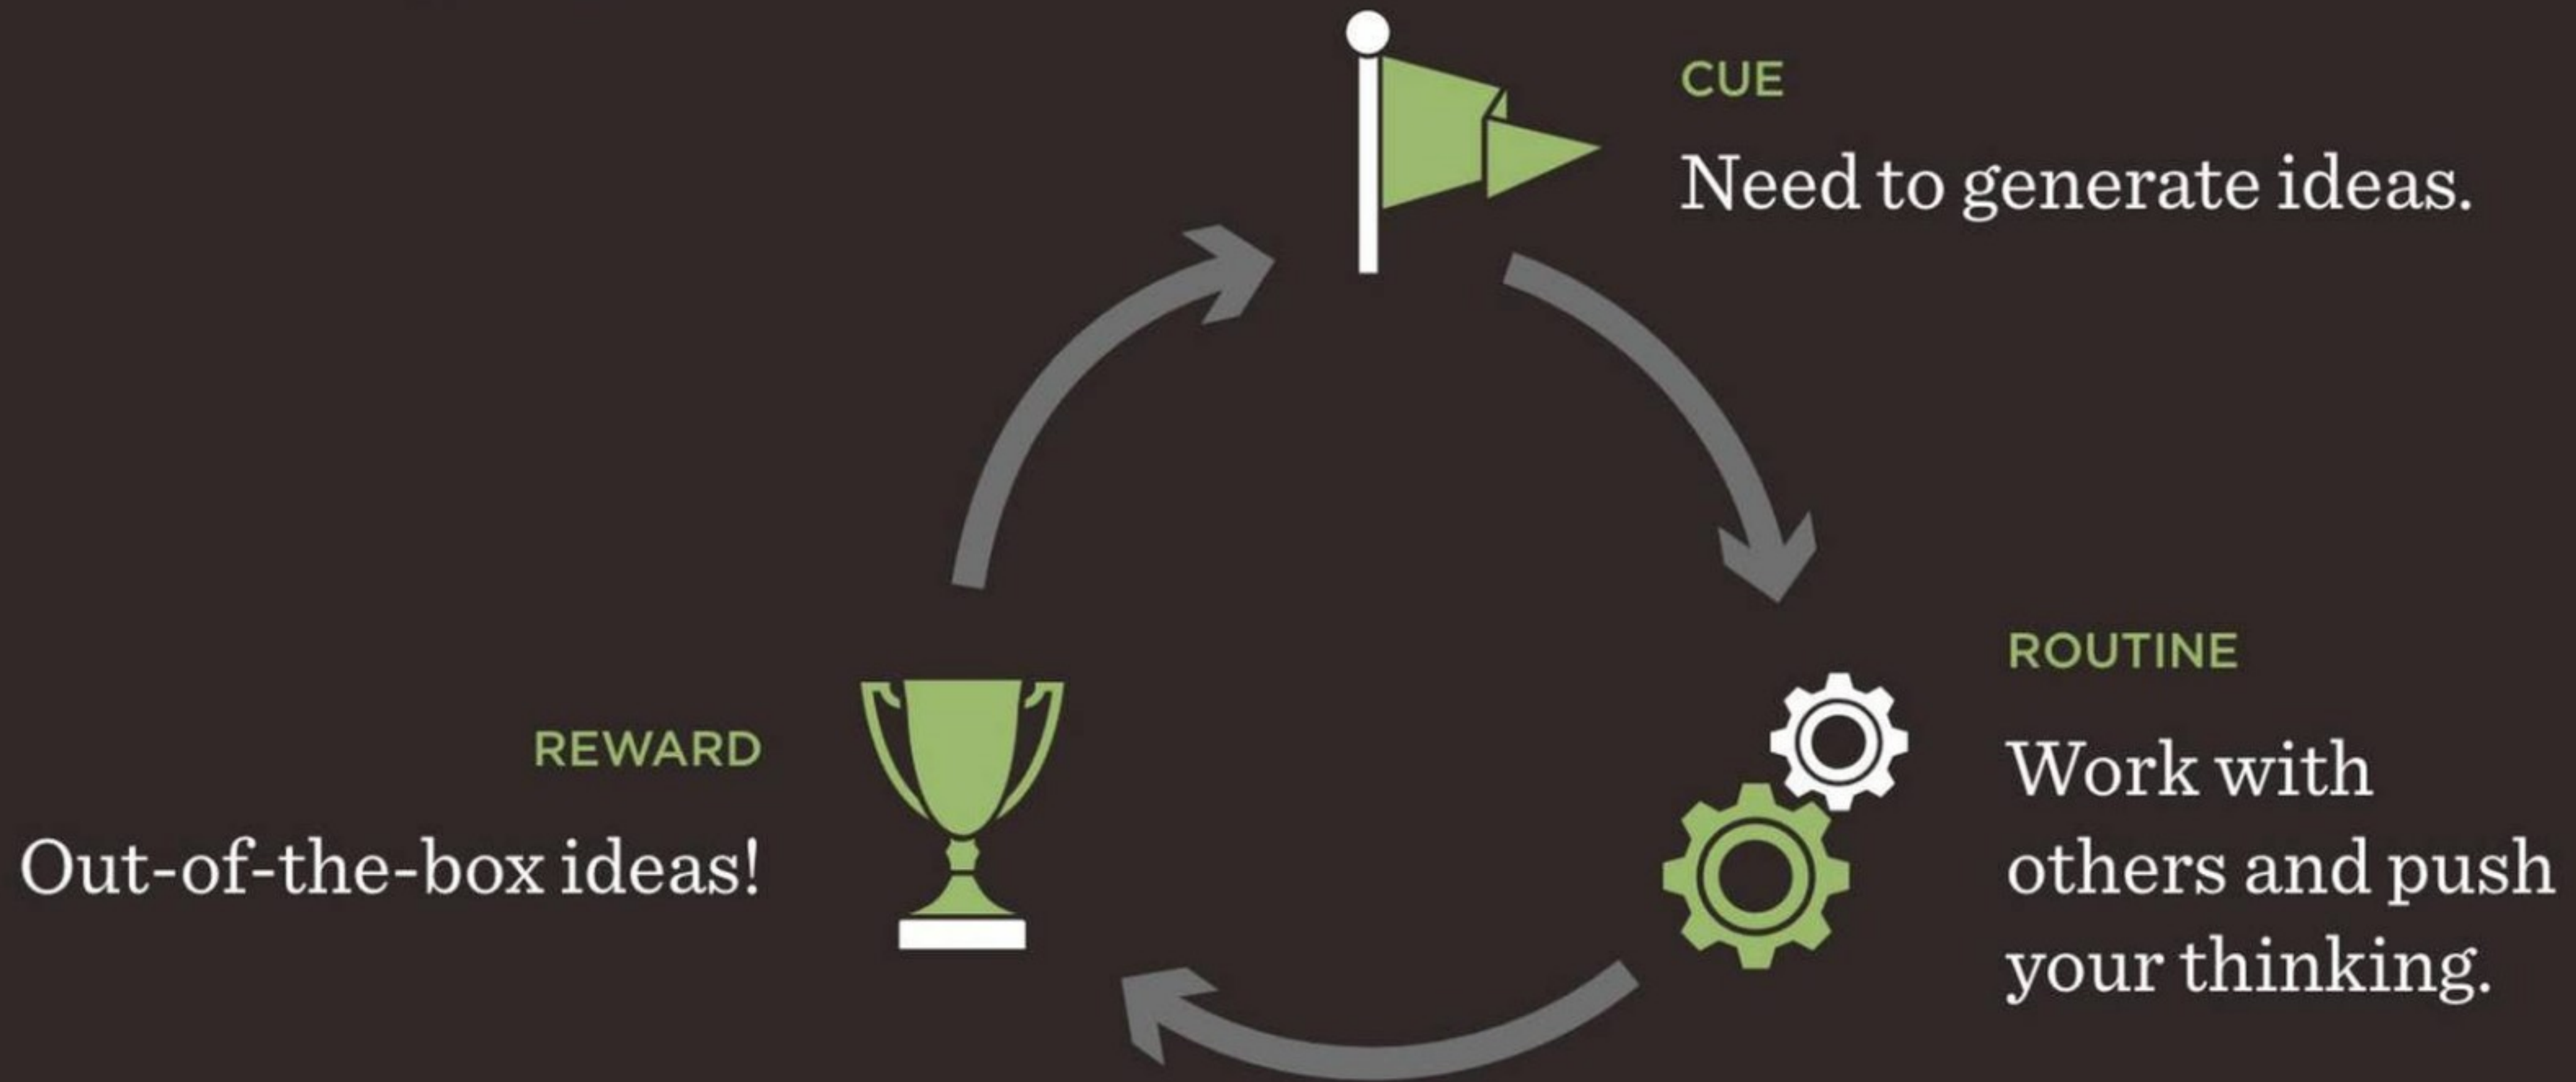 CUE
Need to generate ideas.
ROUTINE
Work with
others and push
your thinking.
REWARD
Out-of-the-box ideas!